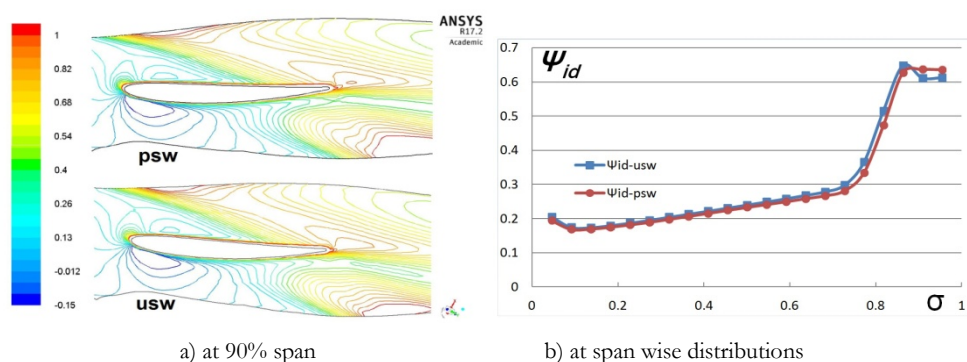 ANSYS
R17.2
Academic
1
0.82
0.68
0.54
0.4
0.26
0.13
-0.012
-0.15
psw
usw
0.7
0.6
0.5
0.4
0.3
0.2
0.1
0
Ψid
Ψid-usw
Ψid-psw
0
0.2
0.4
0.6
0.8
1
σ
a) at 90% span
b) at span wise distributions